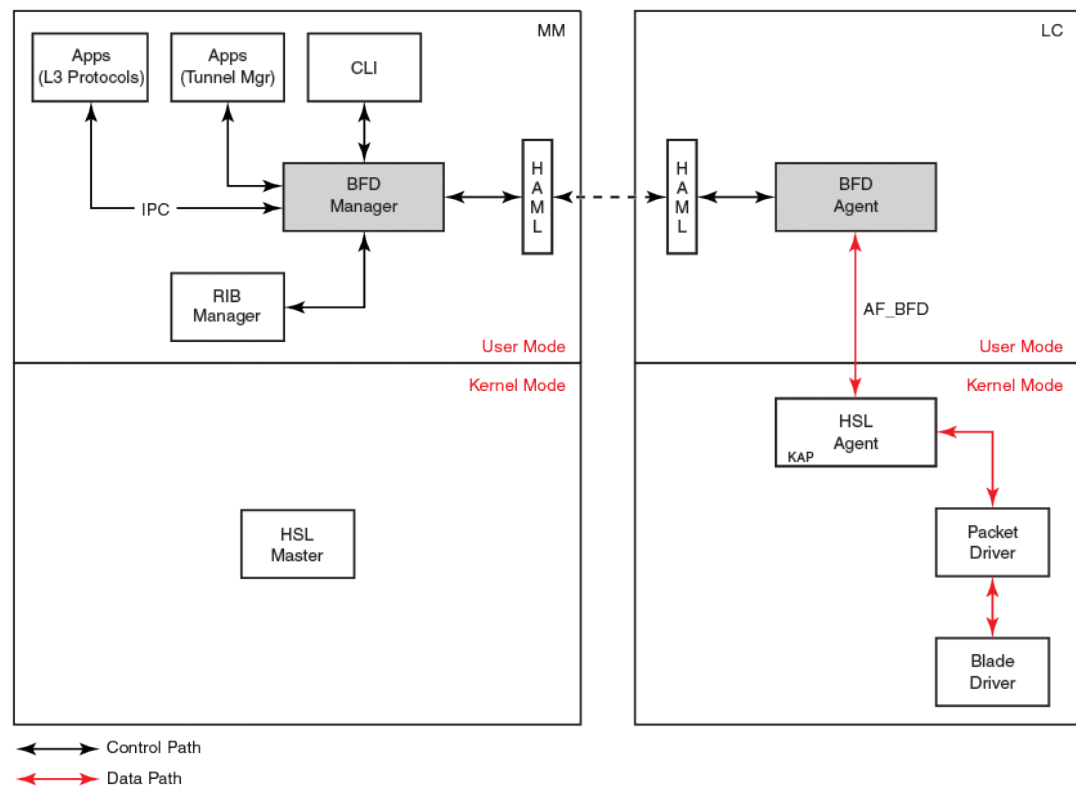 MM
LC
Apps
(L3 Protocols)
Apps
(Tunnel Mgr)
CLI
H
A
M
L
H
A
M
L
BFD
Manager
BFD
Agent
IPC
RIB
Manager
AF_BFD
User Mode
User Mode
Kernel Mode
Kernel Mode
HSL
Agent
KAP
HSL
Master
Packet
Driver
Blade
Driver
Control Path
Data Path